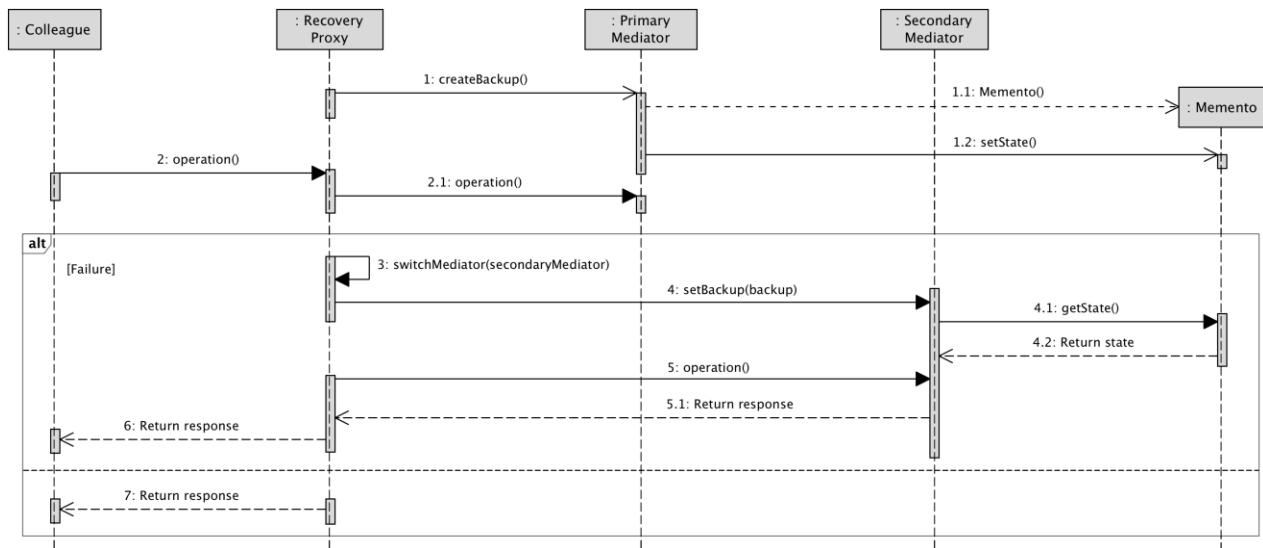 : Colleague
: Recovery
Proxy
: Primary
Mediator
: Secondary
Mediator
1: createBackup()
1.1: Memento()
: Memento
1.2: setState()
2: operation()
2.1: operation()
alt
[Failure]
3: switchMediator(secondaryMediator)
4: setBackup(backup)
4.1: getState()
4.2: Return state
5: operation()
5.1: Return response
6: Return response
7: Return response